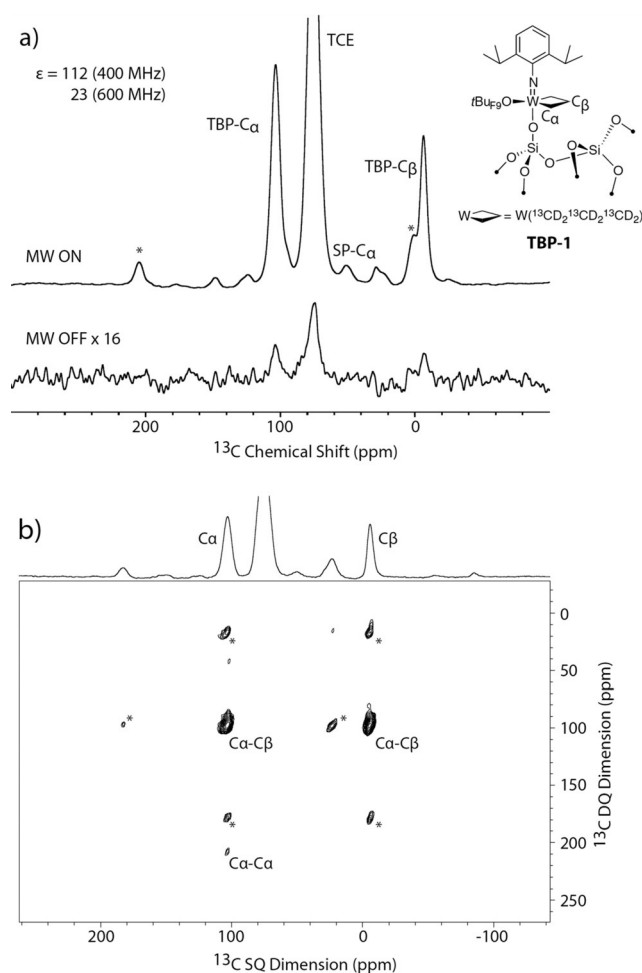 a)
ε = 112 (400 MHz)
23 (600 MHz)
TCE
TBP-Cα
TBP-Cβ
SP-Cα
*
*
MW ON
MW OFF x 16
N
tBuF9O
W
Cβ
Cα
O
Si
Si
O
O
O
O
O
O
W = W(13CD2 13CD2 13CD2)
TBP-1
200
100
0
13C Chemical Shift (ppm)
b)
Cα
Cβ
*
*
*
Cα-Cβ
*
Cα-Cβ
*
*
Cα-Cα
0
50
100
150
200
250
13C DQ Dimension (ppm)
200
100
0
-100
13C SQ Dimension (ppm)